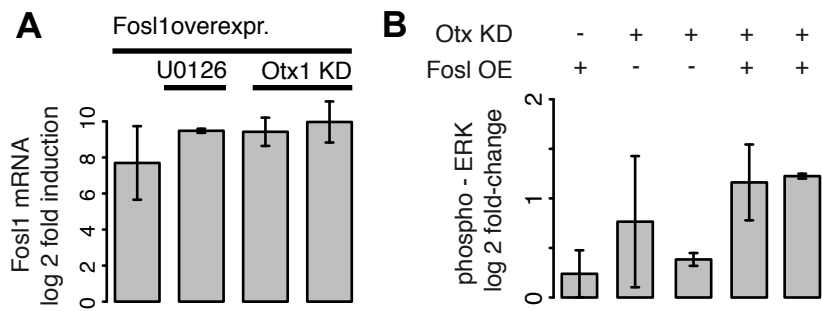 A
Fosl1overexpr.
U0126 Otx1 KD
Fosl1 mRNA
log 2 fold induction
10
8
6
4
2
0
B
Otx KD - + + + +
Fosl OE + - - + +
phospho - ERK
log 2 fold-change
2
1
0